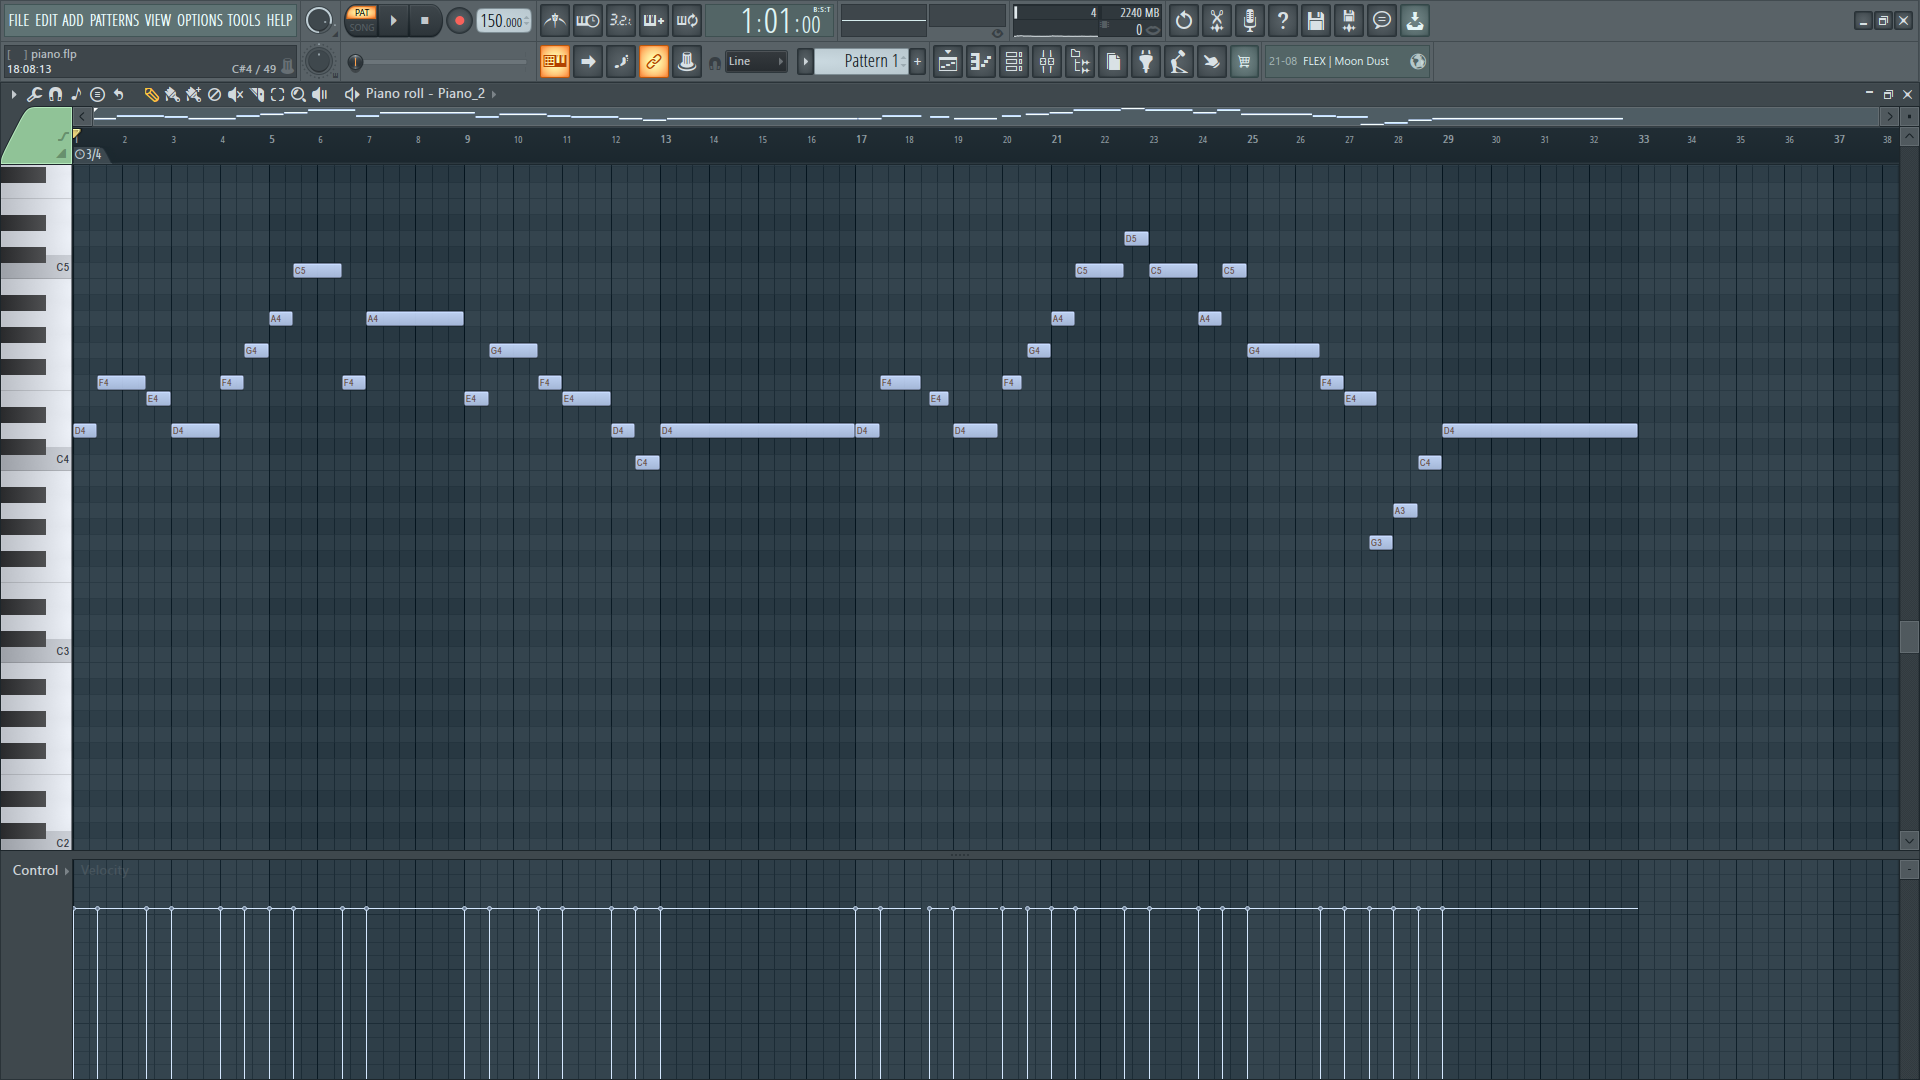 FILE EDIT ADD PATTERNS VIEW OPTIONS TOOLS HELP
PAT
SONG
150.000
3.2.
1:01:00
B:S:T
4
2240 MB
0
[ ] piano.flp
18:08:13
C#4 / 49
Line
Pattern 1
+
21-08 FLEX | Moon Dust
Piano roll - Piano_2
1 2 3 4 5 6 7 8 9 10 11 12 13 14 15 16 17 18 19 20 21 22 23 24 25 26 27 28 29 30 31 32 33 34 35 36 37 38
3/4
D5
C5 C5 C5 C5 C5
A4 A4 A4 A4
G4 G4 G4 G4
F4 F4 F4 F4 F4 F4 F4
E4 E4 E4 E4 E4
D4 D4 D4 D4 D4 D4 D4
C4 C4 C4
A3
G3
C3
C2
Control
Velocity